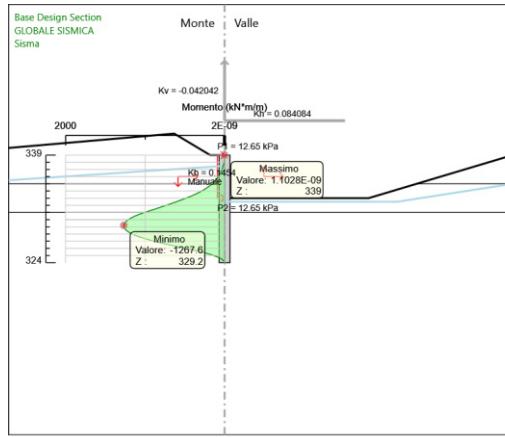 Base Design Section
GLOBALE SISMICA
Sisma
Monte
Valle
Kv = -0.042042
Momento (kN*m/m)
Kh = 0.084084
2000
2E-09
P1 = 12.65 kPa
339
Massimo
Valore: 1.1028E-09
Z : 339
Kh = 0.1454
Manuale
P2 = 12.65 kPa
Minimo
Valore: -1267.6
Z : 329.2
324